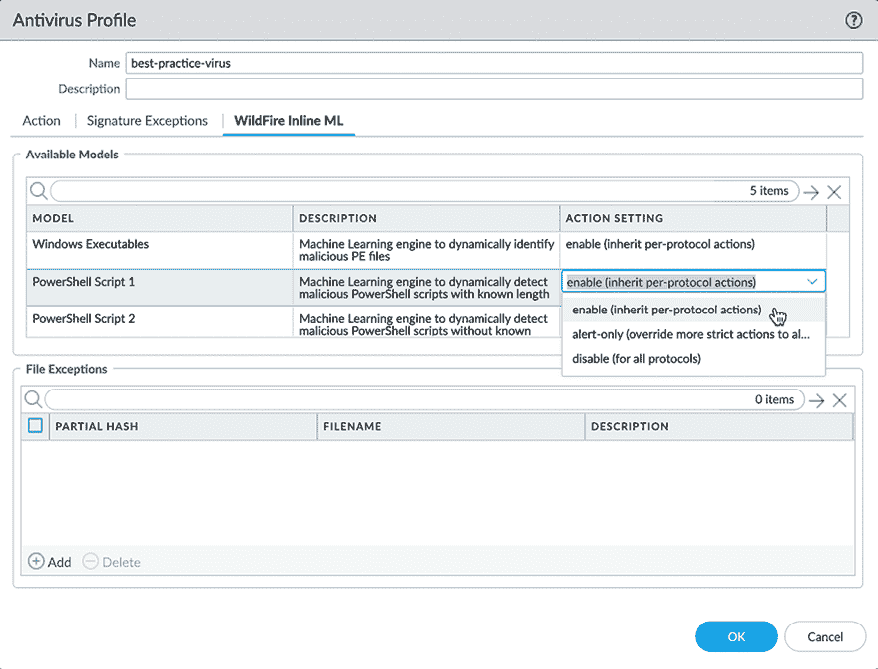 Antivirus Profile
?
Name best-practice-virus
Description
Action Signature Exceptions WildFire Inline ML
Available Models
5 items
MODEL DESCRIPTION ACTION SETTING
Windows Executables Machine Learning engine to dynamically identify enable (inherit per-protocol actions)
malicious PE files
PowerShell Script 1 Machine Learning engine to dynamically detect enable (inherit per-protocol actions)
malicious PowerShell scripts with known length
enable (inherit per-protocol actions)
PowerShell Script 2 Machine Learning engine to dynamically detect
malicious PowerShell scripts without known
alert-only (override more strict actions to al...
disable (for all protocols)
File Exceptions
0 items
PARTIAL HASH FILENAME DESCRIPTION
Add Delete
OK Cancel